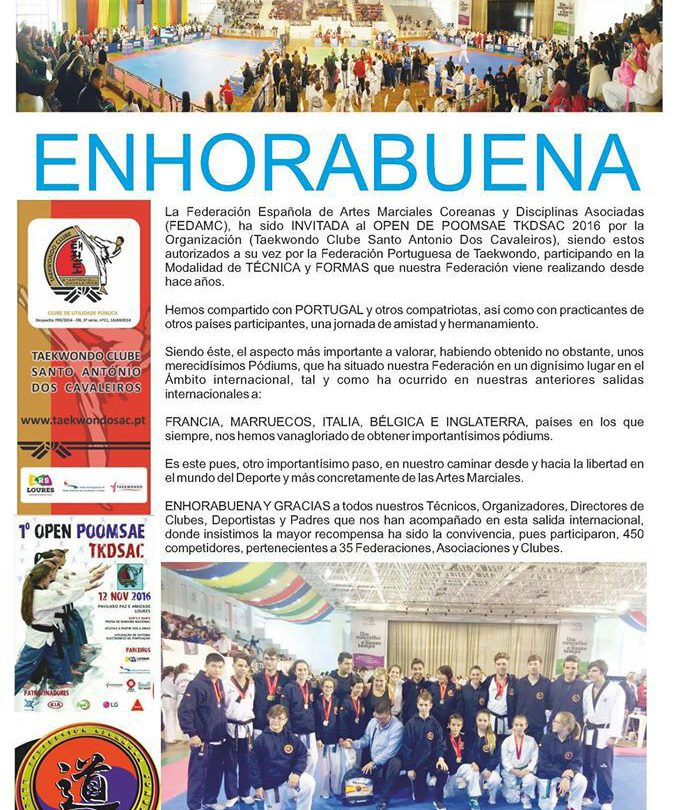 ENHORABUENA
La Federación Española de Artes Marciales Coreanas y Disciplinas Asociadas
(FEDAMC), ha sido INVITADA al OPEN DE POOMSAE TKDSAC 2016 por la
Organización (Taekwondo Clube Santo Antonio Dos Cavaleiros), siendo estos
autorizados a su vez por la Federación Portuguesa de Taekwondo, participando en la
Modalidad de TÉCNICA y FORMAS que nuestra Federación viene realizando desde
hace años.
Hemos compartido con PORTUGAL y otros compatriotas, así como con practicantes de
otros países participantes, una jornada de amistad y hermanamiento.
Siendo éste, el aspecto más importante a valorar, habiendo obtenido no obstante, unos
merecidísimos Pódiums, que ha situado nuestra Federación en un dignísimo lugar en el
Ámbito internacional, tal y como ha ocurrido en nuestras anteriores salidas
internacionales a:
FRANCIA, MARRUECOS, ITALIA, BÉLGICA E INGLATERRA, países en los que
siempre, nos hemos vanagloriado de obtener importantísimos pódiums.
Es este pues, otro importantísimo paso, en nuestro caminar desde y hacia la libertad en
el mundo del Deporte y más concretamente de las Artes Marciales.
ENHORABUENA Y GRACIAS a todos nuestros Técnicos, Organizadores, Directores de
Clubes, Deportistas y Padres que nos han acompañado en esta salida internacional,
donde insistimos la mayor recompensa ha sido la convivencia, pues participaron, 450
competidores, pertenecientes a 35 Federaciones, Asociaciones y Clubes.
TAEKWONDO CLUBE
CAVALEIROS
CLUBE DE UTILIDADE PÚBLICA
TAEKWONDO CLUBE
SANTO ANTÓNIO
DOS CAVALEIROS
www.taekwondosac.pt
LRS
LOURES
TAEKWONDO
1º OPEN POOMSAE
TKDSAC
12 NOV 2016
PAVILHÃO PAZ E AMIZADE
LOURES
PARCEIROS
LOURES
PATROCINADORES
KIA
LG
道